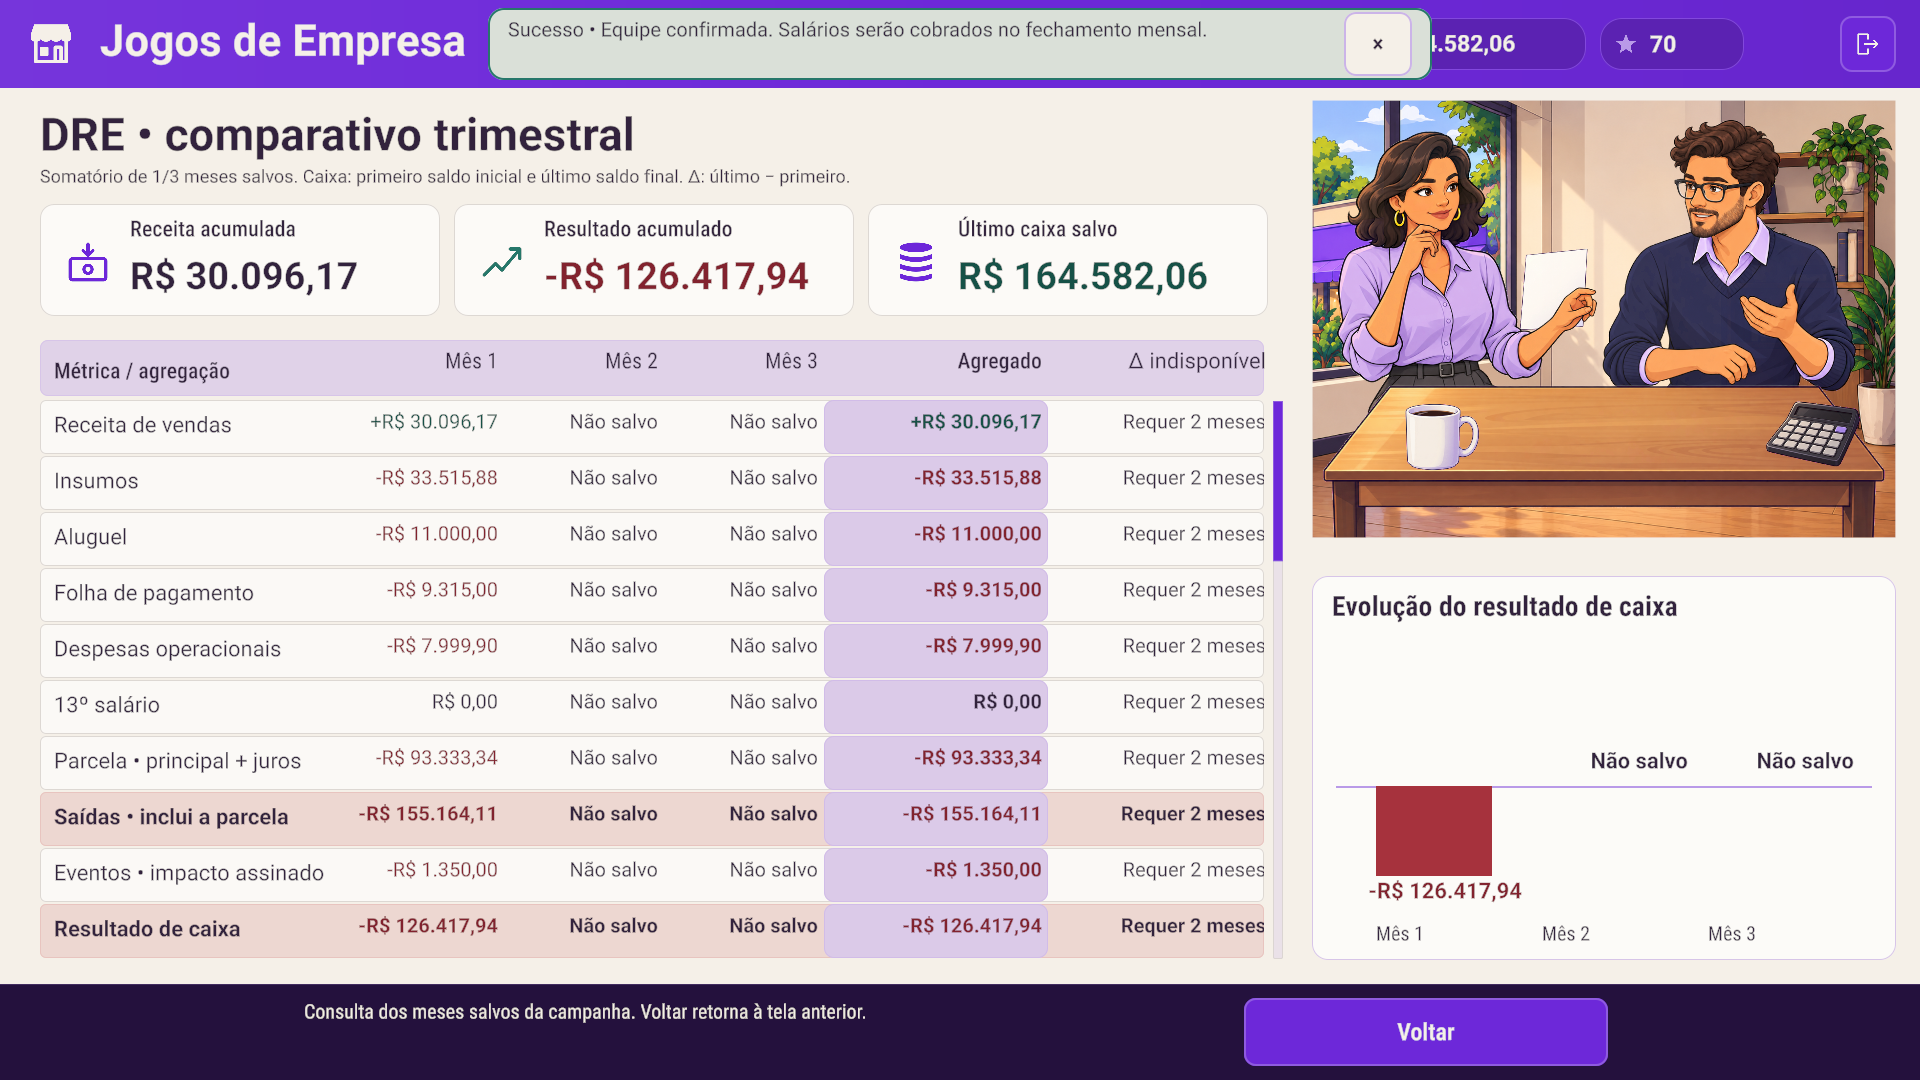 Jogos de Empresa
Sucesso • Equipe confirmada. Salários serão cobrados no fechamento mensal.
×
.582,06
70
DRE • comparativo trimestral
Somatório de 1/3 meses salvos. Caixa: primeiro saldo inicial e último saldo final. Δ: último − primeiro.
Receita acumulada
R$ 30.096,17
Resultado acumulado
-R$ 126.417,94
Último caixa salvo
R$ 164.582,06
Métrica / agregação Mês 1 Mês 2 Mês 3 Agregado Δ indisponível
Receita de vendas +R$ 30.096,17 Não salvo Não salvo +R$ 30.096,17 Requer 2 meses
Insumos -R$ 33.515,88 Não salvo Não salvo -R$ 33.515,88 Requer 2 meses
Aluguel -R$ 11.000,00 Não salvo Não salvo -R$ 11.000,00 Requer 2 meses
Folha de pagamento -R$ 9.315,00 Não salvo Não salvo -R$ 9.315,00 Requer 2 meses
Despesas operacionais -R$ 7.999,90 Não salvo Não salvo -R$ 7.999,90 Requer 2 meses
13º salário R$ 0,00 Não salvo Não salvo R$ 0,00 Requer 2 meses
Parcela • principal + juros -R$ 93.333,34 Não salvo Não salvo -R$ 93.333,34 Requer 2 meses
Saídas • inclui a parcela -R$ 155.164,11 Não salvo Não salvo -R$ 155.164,11 Requer 2 meses
Eventos • impacto assinado -R$ 1.350,00 Não salvo Não salvo -R$ 1.350,00 Requer 2 meses
Resultado de caixa -R$ 126.417,94 Não salvo Não salvo -R$ 126.417,94 Requer 2 meses
Evolução do resultado de caixa
Não salvo Não salvo
-R$ 126.417,94
Mês 1 Mês 2 Mês 3
Consulta dos meses salvos da campanha. Voltar retorna à tela anterior.
Voltar